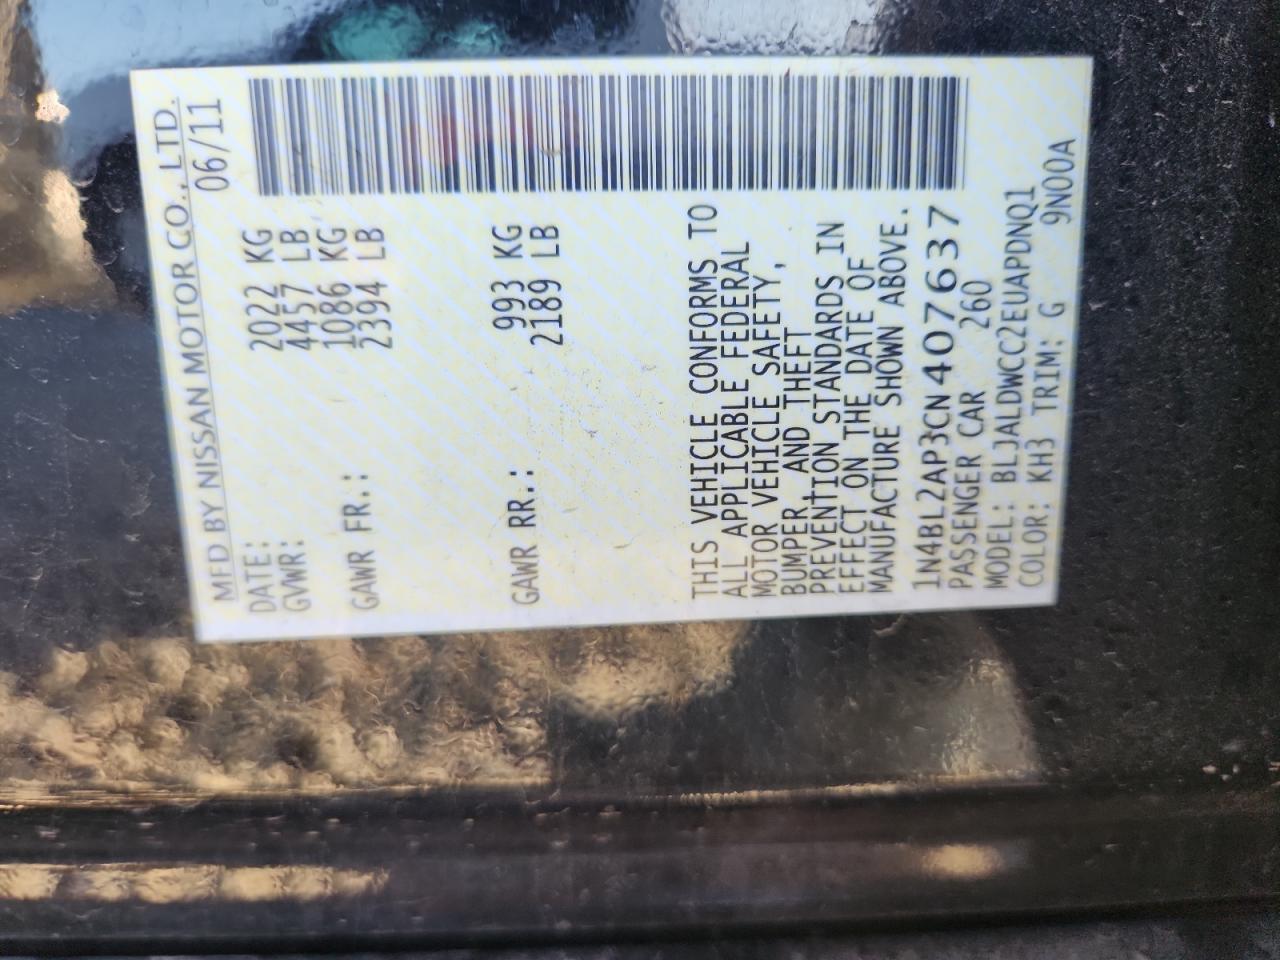 MFD BY NISSAN MOTOR CO., LTD.
DATE: 06/11
GVWR: 2022 KG
4457 LB
GAWR FR.: 1086 KG
2394 LB
GAWR RR.: 993 KG
2189 LB
THIS VEHICLE CONFORMS TO
ALL APPLICABLE FEDERAL
MOTOR VEHICLE SAFETY,
BUMPER, AND THEFT
PREVENTION STANDARDS IN
EFFECT ON THE DATE OF
MANUFACTURE SHOWN ABOVE.
1N4BL2AP3CN407637
PASSENGER CAR 260
MODEL: BLJALDWCC2EUAPDNQ1
COLOR: KH3 TRIM: G 9N00A